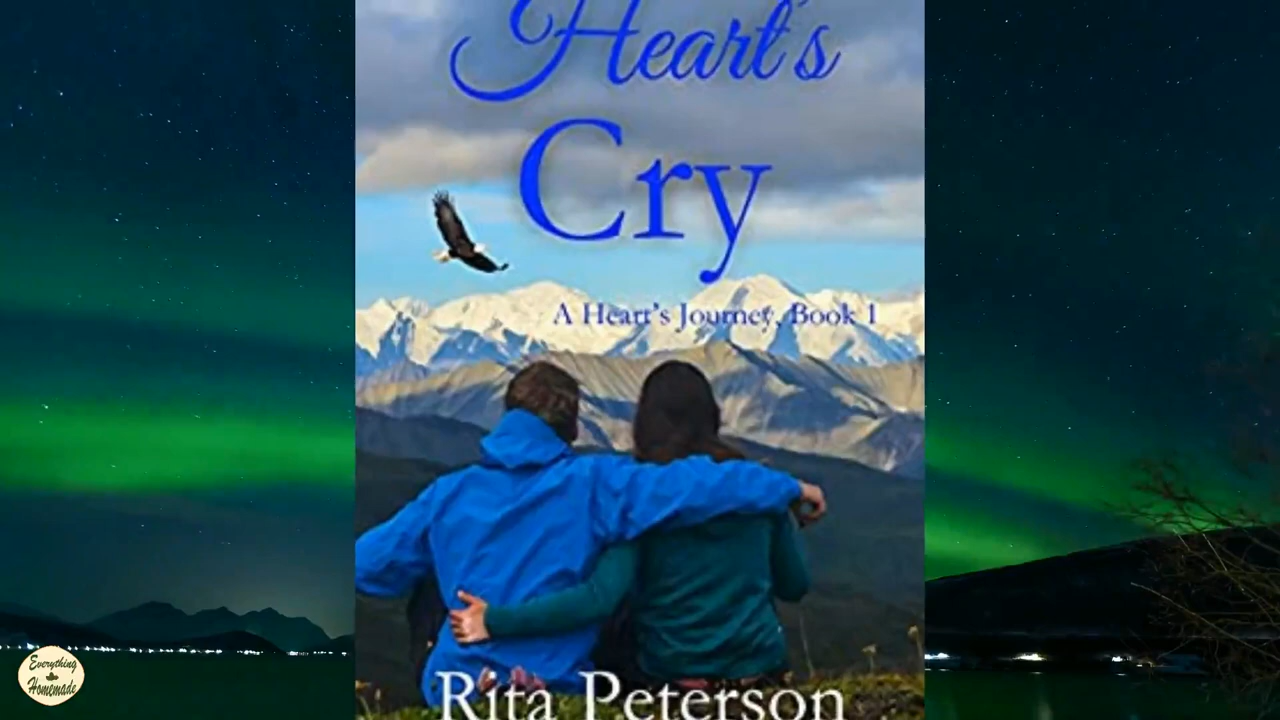 Heart's
Cry
A Heart's Journey, Book 1
Rita Peterson
Everything
Homemade